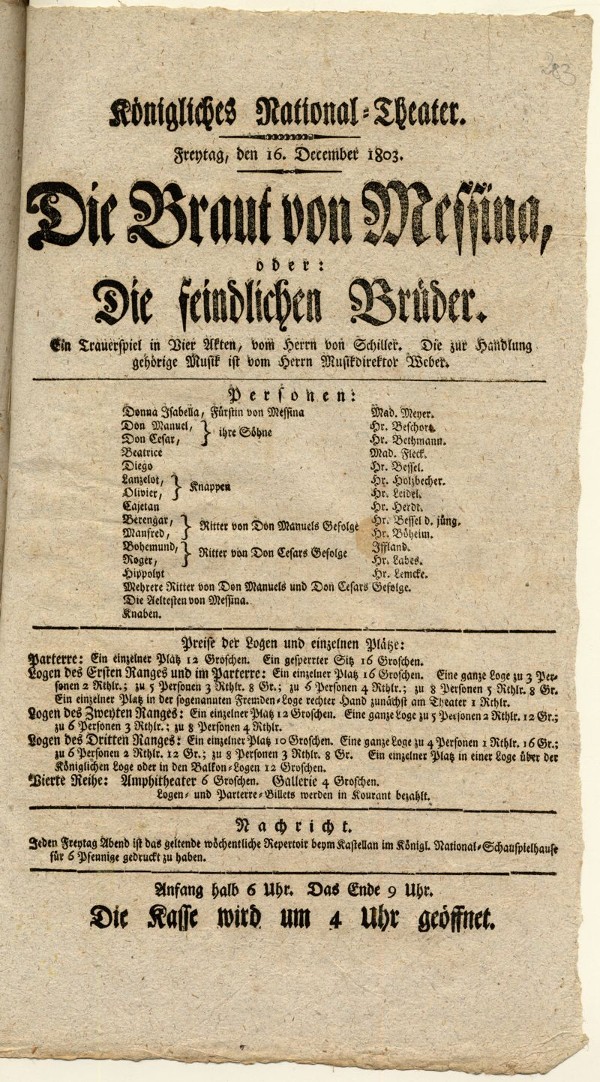 283
Königliches National-Theater.
Freytag, den 16. December 1803.
Die Braut von Messina,
oder:
Die feindlichen Brüder.
Ein Trauerspiel in Vier Akten, vom Herrn von Schiller. Die zur Handlung
gehörige Musik ist vom Herrn Musikdirektor Weber.
Personen:
Donna Isabella, Fürstin von Messina Mad. Meyer.
Don Manuel, } ihre Söhne Hr. Beschort.
Don Cesar, Hr. Bethmann.
Beatrice Mad. Fleck.
Diego Hr. Bessel.
Lanzelot, } Knappen Hr. Holzbecher.
Olivier, Hr. Leidel.
Cajetan Hr. Herdt.
Berengar, } Ritter von Don Manuels Gefolge Hr. Bessel d. jüng.
Manfred, Hr. Böheim.
Bohemund, } Ritter von Don Cesars Gefolge Iffland.
Roger, Hr. Labes.
Hippolyt Hr. Lemcke.
Mehrere Ritter von Don Manuels und Don Cesars Gefolge.
Die Aeltesten von Messina.
Knaben.
Preise der Logen und einzelnen Plätze:
Parterre: Ein einzelner Platz 12 Groschen. Ein gesperrter Sitz 16 Groschen.
Logen des Ersten Ranges und im Parterre: Ein einzelner Platz 16 Groschen. Eine ganze Loge zu 3 Per-
sonen 2 Rthlr.; zu 5 Personen 3 Rthlr. 8 Gr.; zu 6 Personen 4 Rthlr.; zu 8 Personen 5 Rthlr. 8 Gr.
Ein einzelner Platz in der sogenannten Fremden-Loge rechter Hand zunächst am Theater 1 Rthlr.
Logen des Zweyten Ranges: Ein einzelner Platz 12 Groschen. Eine ganze Loge zu 5 Personen 2 Rthlr. 12 Gr.;
zu 6 Personen 3 Rthlr.; zu 8 Personen 4 Rthlr.
Logen des Dritten Ranges: Ein einzelner Platz 10 Groschen. Eine ganze Loge zu 4 Personen 1 Rthlr. 16 Gr.;
zu 6 Personen 2 Rthlr. 12 Gr.; zu 8 Personen 3 Rthlr. 8 Gr. Ein einzelner Platz in einer Loge über der
Königlichen Loge oder in den Balkon-Logen 12 Groschen.
Vierte Reihe: Amphitheater 6 Groschen. Gallerie 4 Groschen.
Logen- und Parterre-Billets werden in Kourant bezahlt.
Nachricht.
Jeden Freytag Abend ist das geltende wöchentliche Repertoir beym Kastellan im Königl. National-Schauspielhause
für 6 Pfennige gedruckt zu haben.
Anfang halb 6 Uhr. Das Ende 9 Uhr.
Die Kasse wird um 4 Uhr geöffnet.